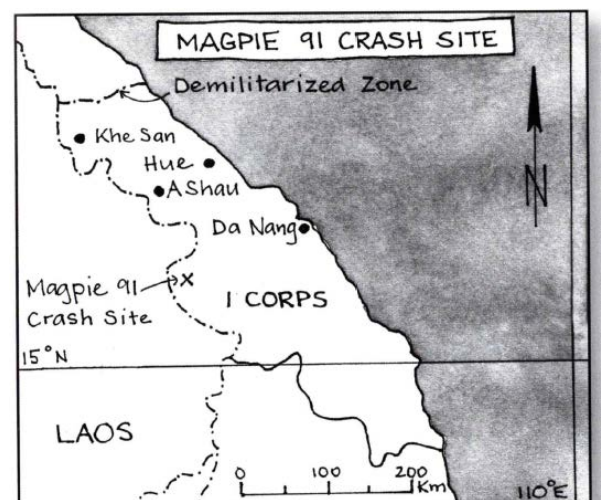 MAGPIE 91 CRASH SITE
Demilitarized Zone
Khe San
Hue
A Shau
Da Nang
N
Magpie 91
Crash Site
x
I CORPS
15°N
LAOS
0 100 200
Km
110°E